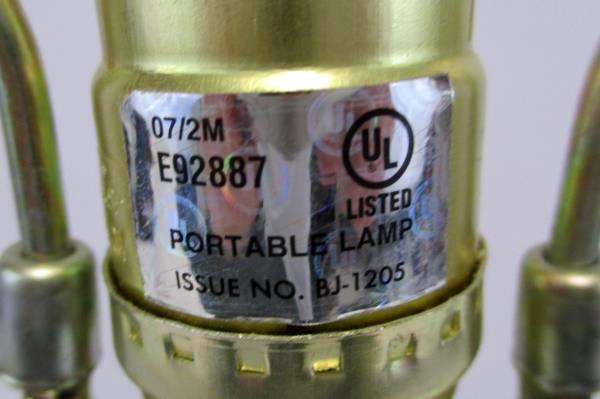 07/2M
E92887
UL
®
LISTED
PORTABLE LAMP
ISSUE NO. BJ-1205